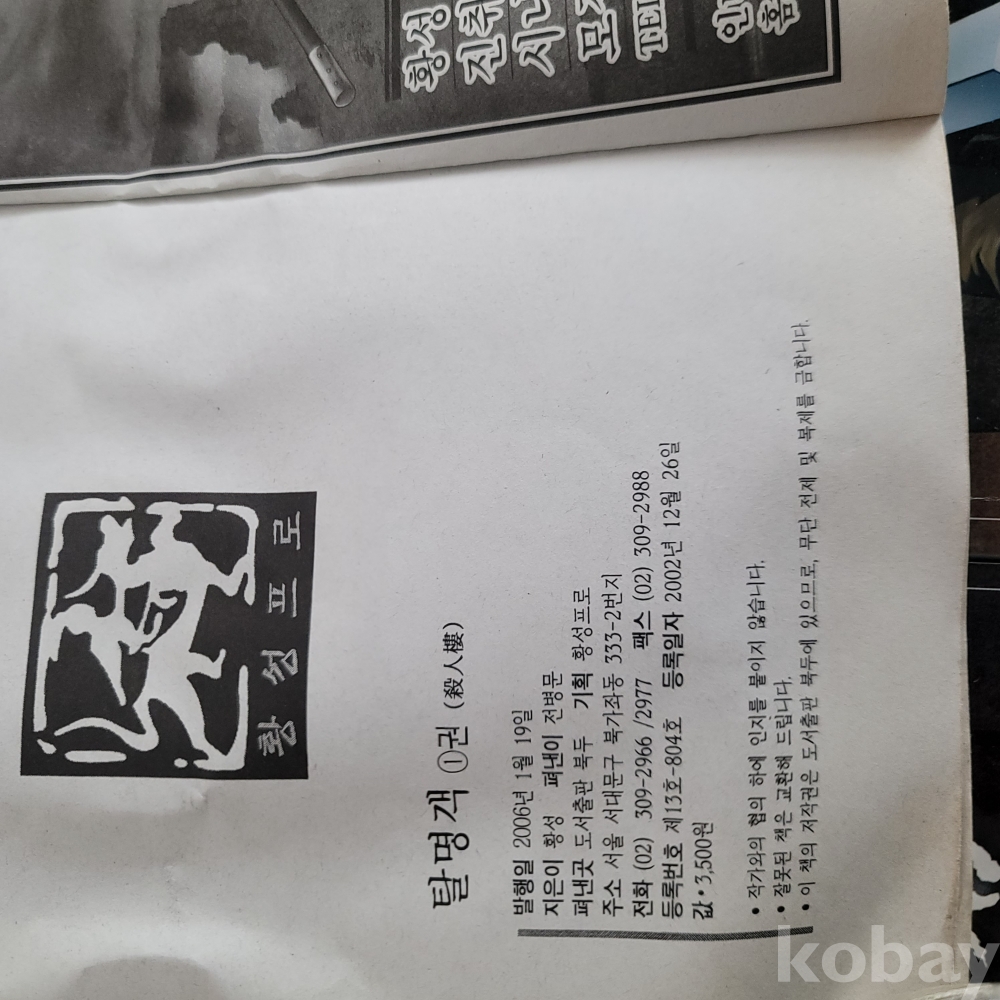 황성
진취
시
모
TEL
황성프로
탈명객 ①권 (殺人樓)
발행일 2006년 1월 19일
지은이 황성 펴낸이 전병문
펴낸곳 도서출판 북두 기획 황성프로
주소 서울 서대문구 북가좌동 333-2번지
전화 (02) 309-2966 /2977 팩스 (02) 309-2988
등록번호 제13호-804호 등록일자 2002년 12월 26일
값 • 3,500원
• 작가와의 협의 하에 인지를 붙이지 않습니다.
• 잘못된 책은 교환해 드립니다.
• 이 책의 저작권은 도서출판 북두에 있으므로, 무단 전제 및 복제를 금합니다.
kobay